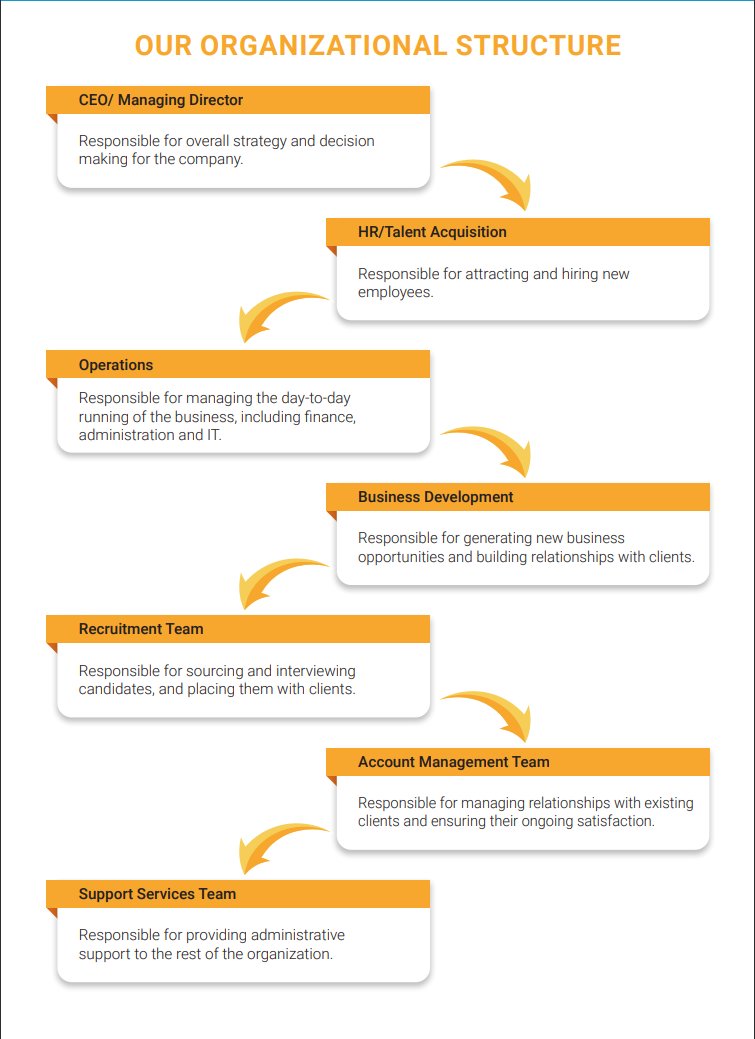 OUR ORGANIZATIONAL STRUCTURE
CEO/ Managing Director
Responsible for overall strategy and decision
making for the company.
HR/Talent Acquisition
Responsible for attracting and hiring new
employees.
Operations
Responsible for managing the day-to-day
running of the business, including finance,
administration and IT.
Business Development
Responsible for generating new business
opportunities and building relationships with clients.
Recruitment Team
Responsible for sourcing and interviewing
candidates, and placing them with clients.
Account Management Team
Responsible for managing relationships with existing
clients and ensuring their ongoing satisfaction.
Support Services Team
Responsible for providing administrative
support to the rest of the organization.